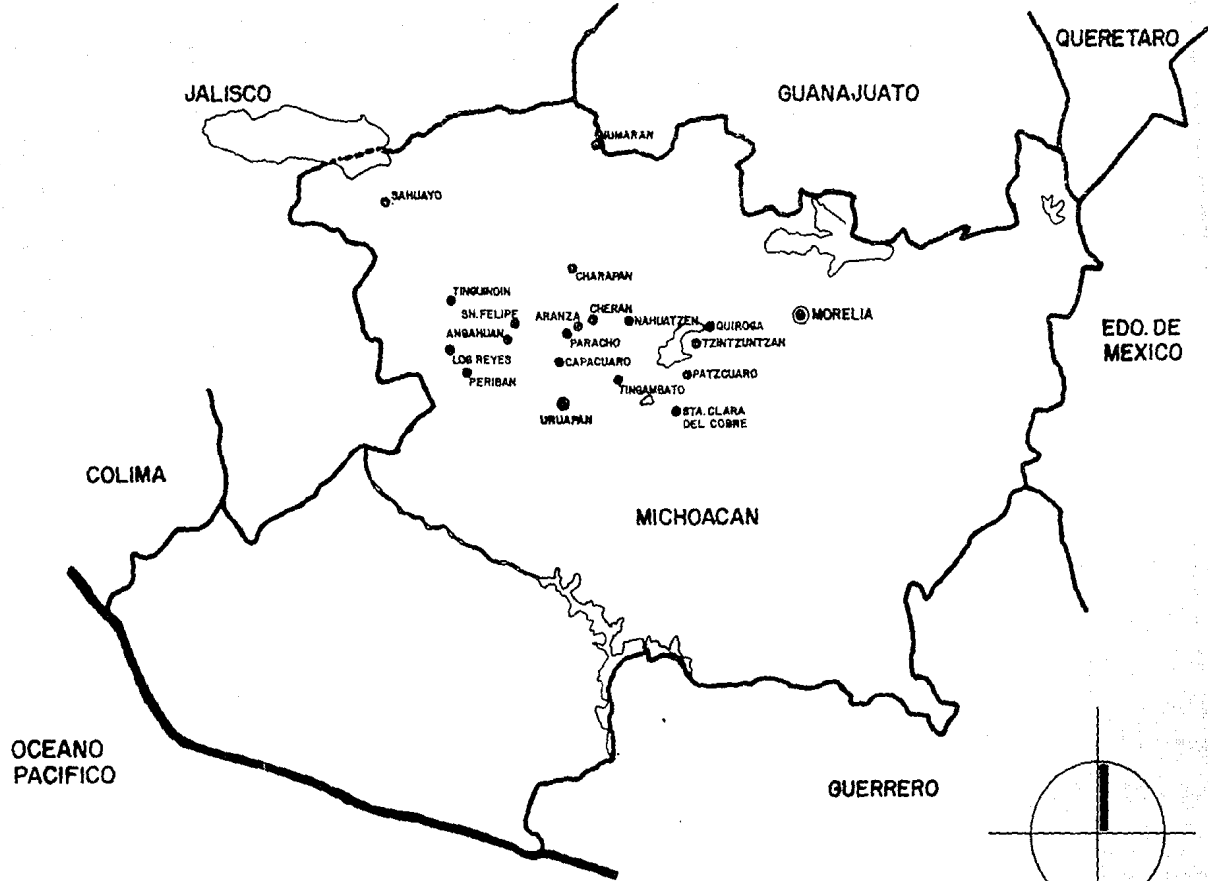 QUERETARO
JALISCO
GUANAJUATO
NUMARAN
SAHUAYO
CHARAPAN
TINGUINDIN
SN. FELIPE
ARANZA
CHERAN
NAHUATZEN
QUIROGA
MORELIA
ANGAHUAN
PARACHO
TZINTZUNTZAN
EDO. DE
MEXICO
LOS REYES
CAPACUARO
PERIBAN
TINGAMBATO
PATZCUARO
URUAPAN
STA. CLARA
DEL COBRE
COLIMA
MICHOACAN
OCEANO
PACIFICO
GUERRERO